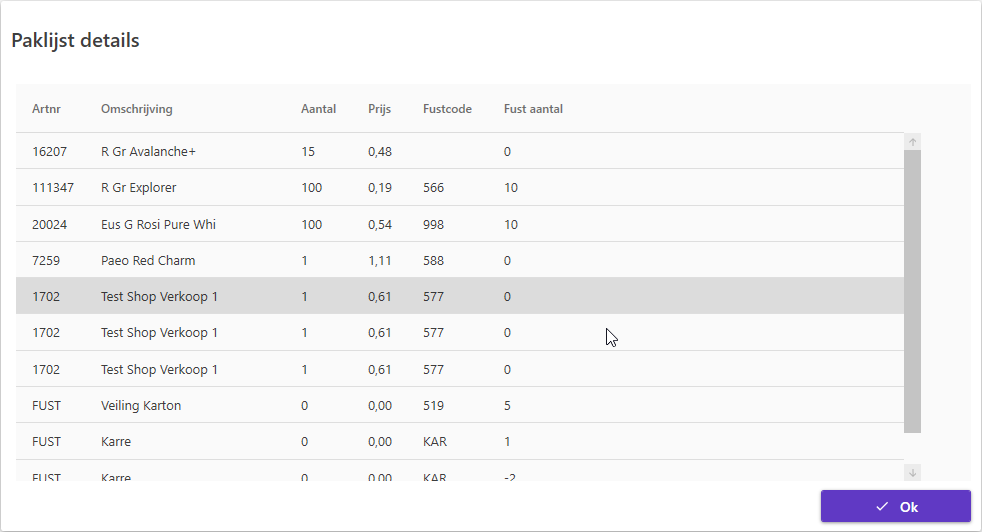 Paklijst details
Artnr Omschrijving Aantal Prijs Fustcode Fust aantal
16207 R Gr Avalanche+ 15 0,48 0
111347 R Gr Explorer 100 0,19 566 10
20024 Eus G Rosi Pure Whi 100 0,54 998 10
7259 Paeo Red Charm 1 1,11 588 0
1702 Test Shop Verkoop 1 1 0,61 577 0
1702 Test Shop Verkoop 1 1 0,61 577 0
1702 Test Shop Verkoop 1 1 0,61 577 0
FUST Veiling Karton 0 0,00 519 5
FUST Karre 0 0,00 KAR 1
FUST Karre 0 0,00 KAR -2
Ok